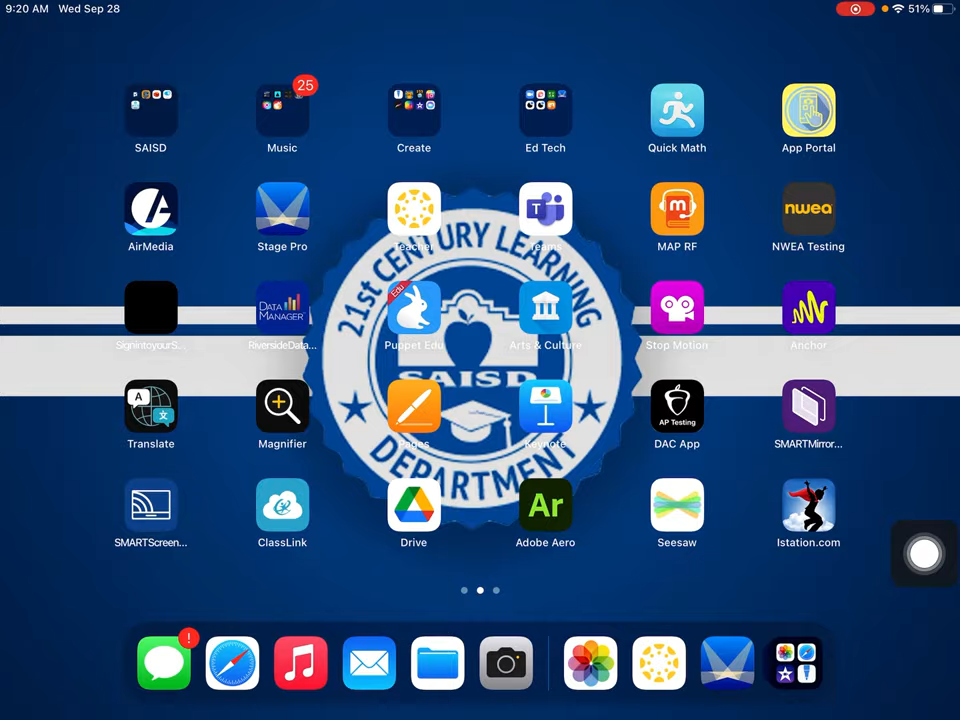 9:20 AM Wed Sep 28
51%
25
SAISD Music Create Ed Tech Quick Math App Portal
nwea
AirMedia Stage Pro Teacher Teams MAP RF NWEA Testing
21st CENTURY LEARNING
Edu
DATA
MANAGER
SignintoyourS... RiversideData... Puppet Edu Arts & Culture Stop Motion Anchor
SAISD
A
AP Testing
Translate Magnifier Pages Keynote DAC App SMARTMirror...
DEPARTMENT
Ar
SMARTScreen... ClassLink Drive Adobe Aero Seesaw Istation.com
!